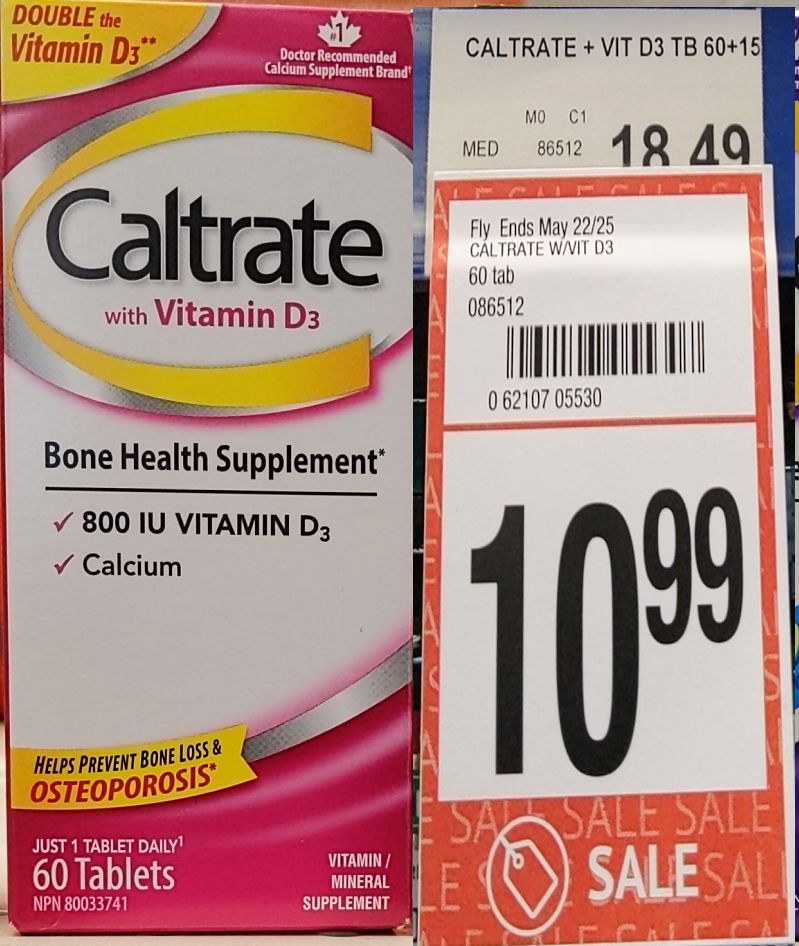 DOUBLE the
Vitamin D3**
#1
Doctor Recommended
Calcium Supplement Brand†
Caltrate
with Vitamin D3
Bone Health Supplement*
✓ 800 IU VITAMIN D3
✓ Calcium
HELPS PREVENT BONE LOSS &
OSTEOPOROSIS*
JUST 1 TABLET DAILY1
60 Tablets
NPN 80033741
VITAMIN /
MINERAL
SUPPLEMENT
CALTRATE + VIT D3 TB 60+15
M0 C1
MED 86512 18.49
Fly Ends May 22/25
CALTRATE W/VIT D3
60 tab
086512
0 62107 05530
10 99
SALE SALE SALE
SALE